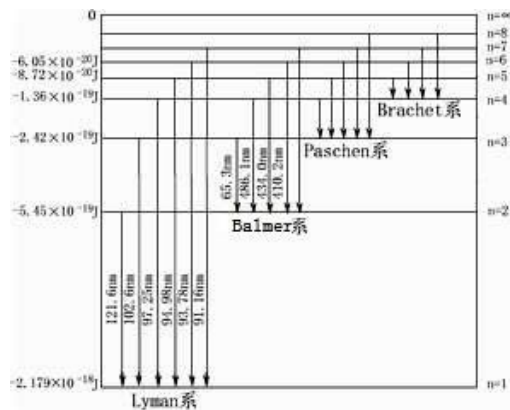 0
n=∞
n=8
n=7
-6.05×10⁻²⁰J
n=6
-8.72×10⁻²⁰J
n=5
-1.36×10⁻¹⁹J
n=4
Brachet系
-2.42×10⁻¹⁹J
n=3
Paschen系
65.3nm
486.1nm
434.0nm
410.2nm
-5.45×10⁻¹⁹J
n=2
Balmer系
121.6nm
102.6nm
97.25nm
94.98nm
93.78nm
91.16nm
-2.179×10⁻¹⁸J
n=1
Lyman系